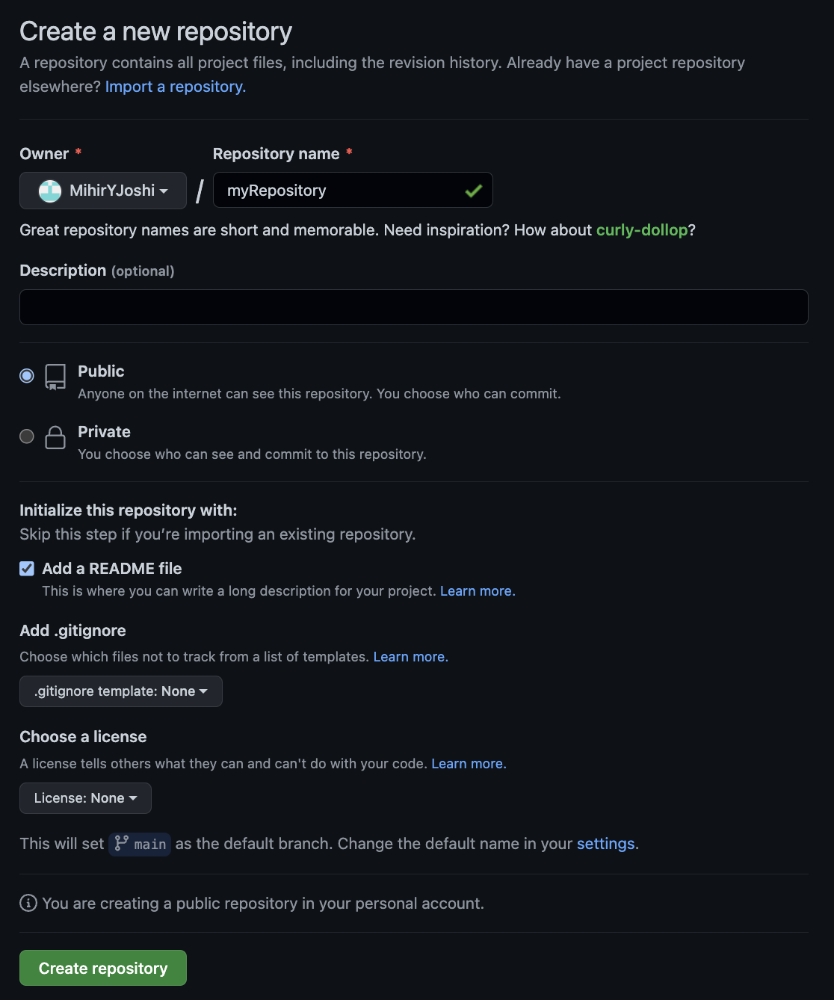 Create a new repository
A repository contains all project files, including the revision history. Already have a project repository
elsewhere? Import a repository.
Owner * Repository name *
MihirYJoshi / myRepository
Great repository names are short and memorable. Need inspiration? How about curly-dollop?
Description (optional)
Public
Anyone on the internet can see this repository. You choose who can commit.
Private
You choose who can see and commit to this repository.
Initialize this repository with:
Skip this step if you’re importing an existing repository.
Add a README file
This is where you can write a long description for your project. Learn more.
Add .gitignore
Choose which files not to track from a list of templates. Learn more.
.gitignore template: None
Choose a license
A license tells others what they can and can't do with your code. Learn more.
License: None
This will set main as the default branch. Change the default name in your settings.
You are creating a public repository in your personal account.
Create repository